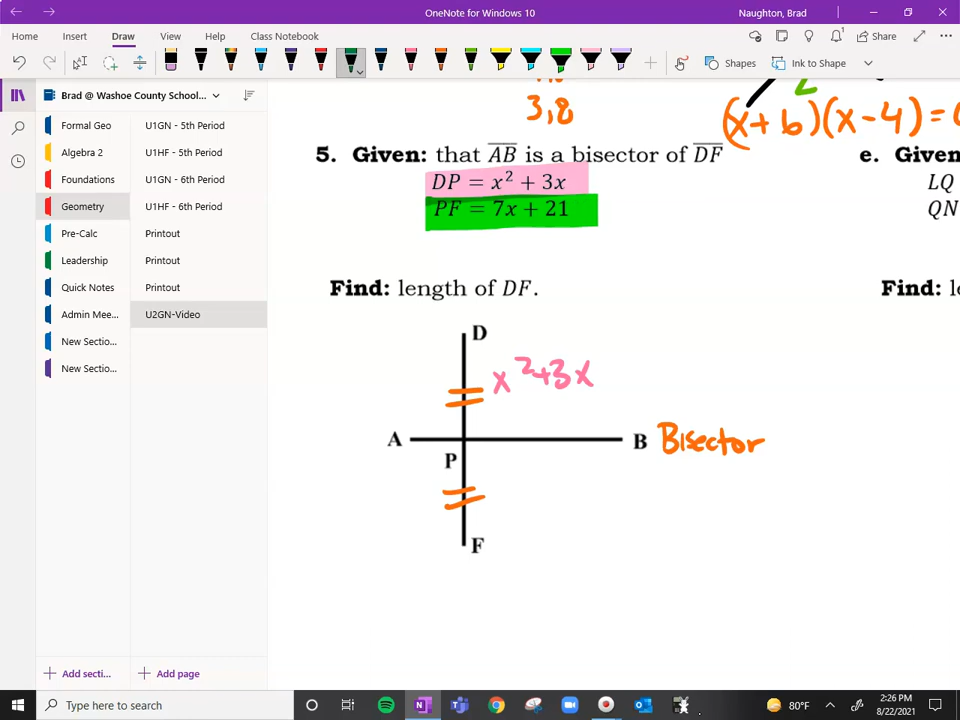 OneNote for Windows 10
Naughton, Brad
Home Insert Draw View Help Class Notebook
Share
Shapes Ink to Shape
Brad @ Washoe County School...
Formal Geo
Algebra 2
Foundations
Geometry
Pre-Calc
Leadership
Quick Notes
Admin Mee...
New Sectio...
New Sectio...
U1GN - 5th Period
U1HF - 5th Period
U1GN - 6th Period
U1HF - 6th Period
Printout
Printout
Printout
U2GN-Video
Add secti...
Add page
3,8
2
(x+6)(x-4)=
5. Given: that AB is a bisector of DF
DP = x² + 3x
PF = 7x + 21
Find: length of DF.
e. Given
LQ
QN
Find: l
D
x²+3x
A
B Bisector
P
F
Type here to search
80°F
2:26 PM
8/22/2021